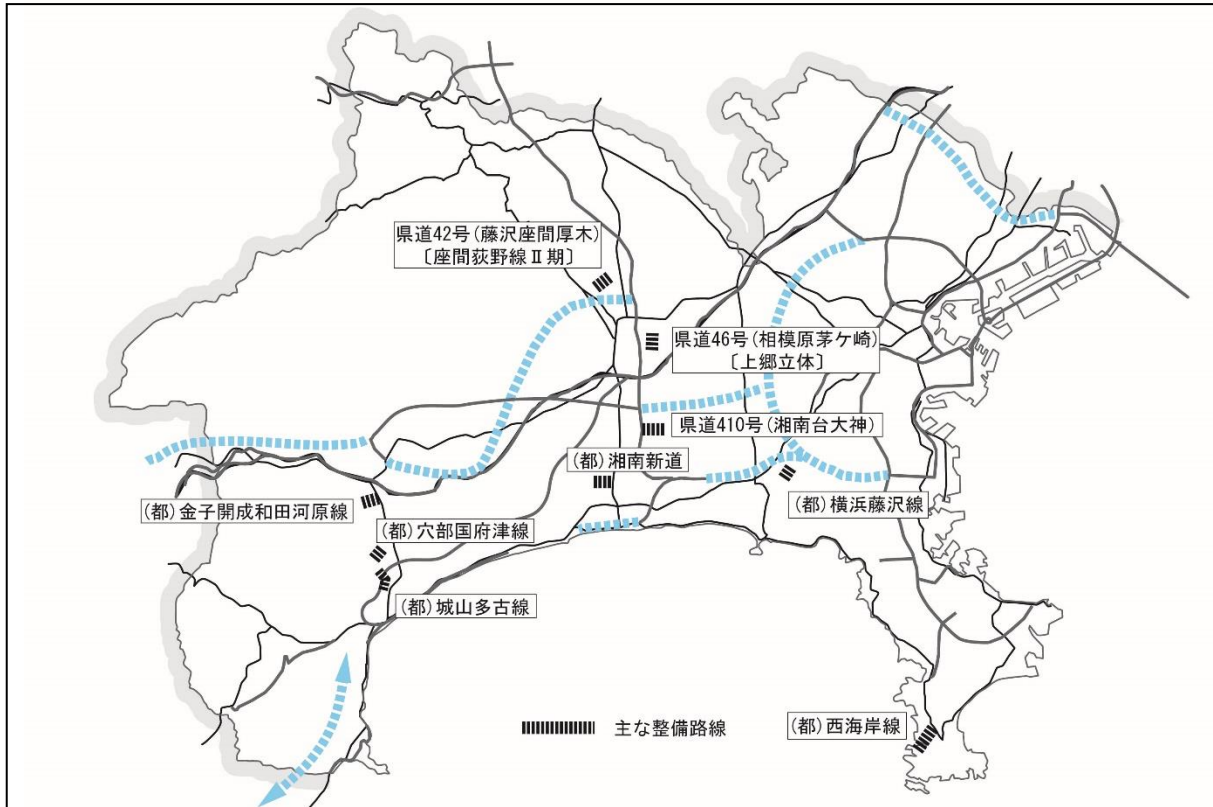 県道42号(藤沢座間厚木)
〔座間荻野線Ⅱ期〕
県道46号(相模原茅ケ崎)
〔上郷立体〕
県道410号(湘南台大神)
(都)湘南新道
(都)金子開成和田河原線
(都)穴部国府津線
(都)横浜藤沢線
(都)城山多古線
主な整備路線
(都)西海岸線